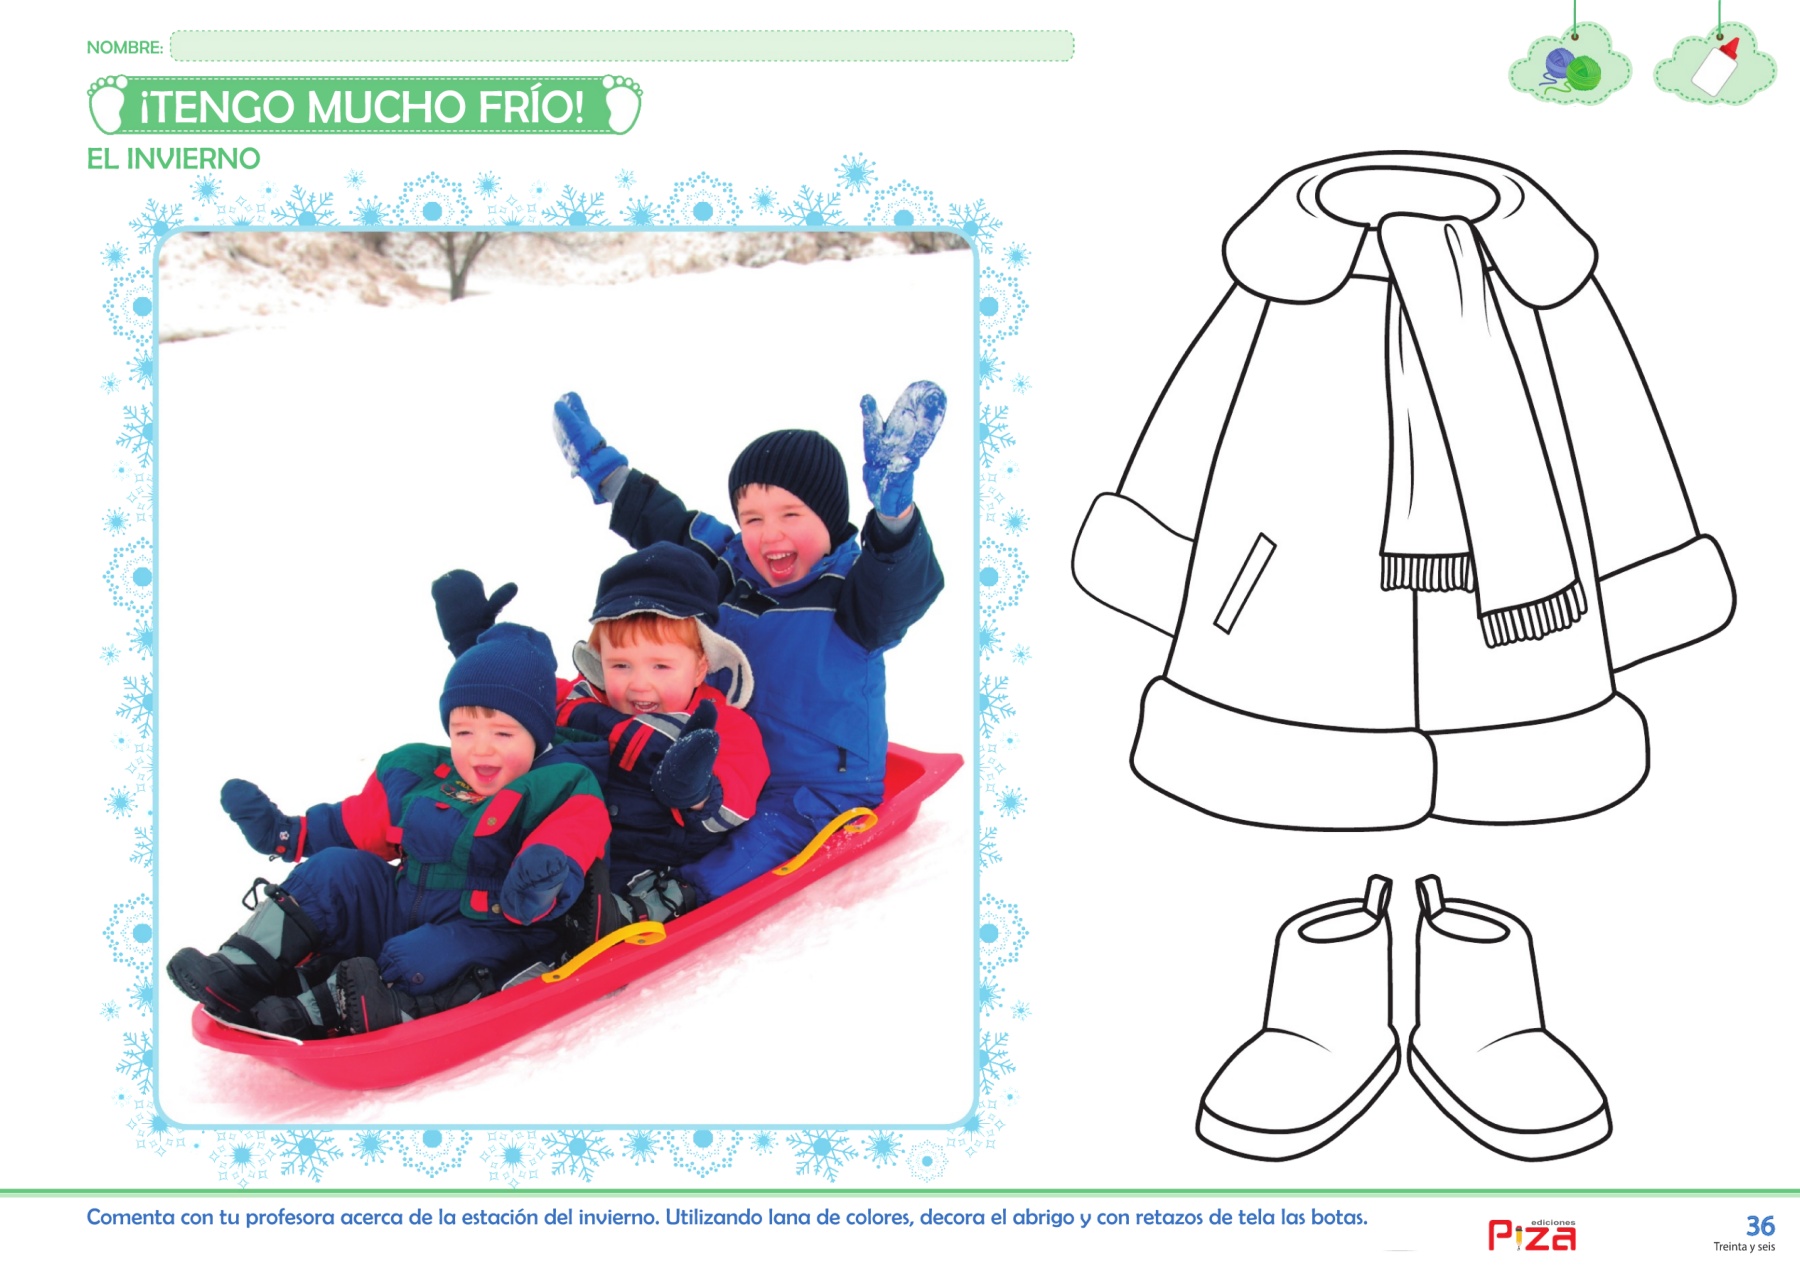 NOMBRE:
¡TENGO MUCHO FRÍO!
EL INVIERNO
Comenta con tu profesora acerca de la estación del invierno. Utilizando lana de colores, decora el abrigo y con retazos de tela las botas.
ediciones
Piza
36
Treinta y seis